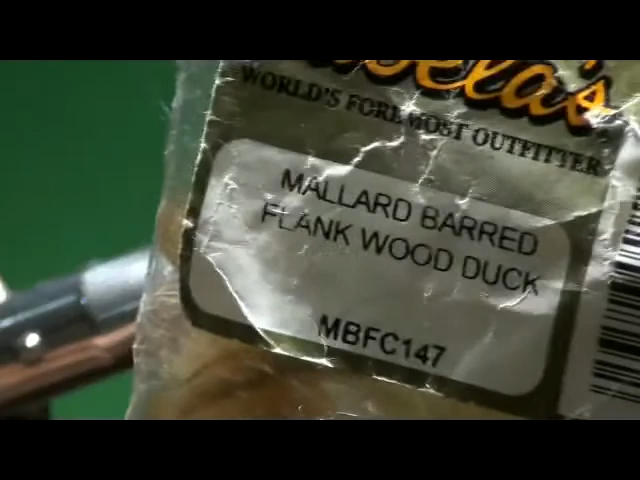 WORLD'S FOREMOST OUTFITTER
MALLARD BARRED
FLANK WOOD DUCK
MBFC147